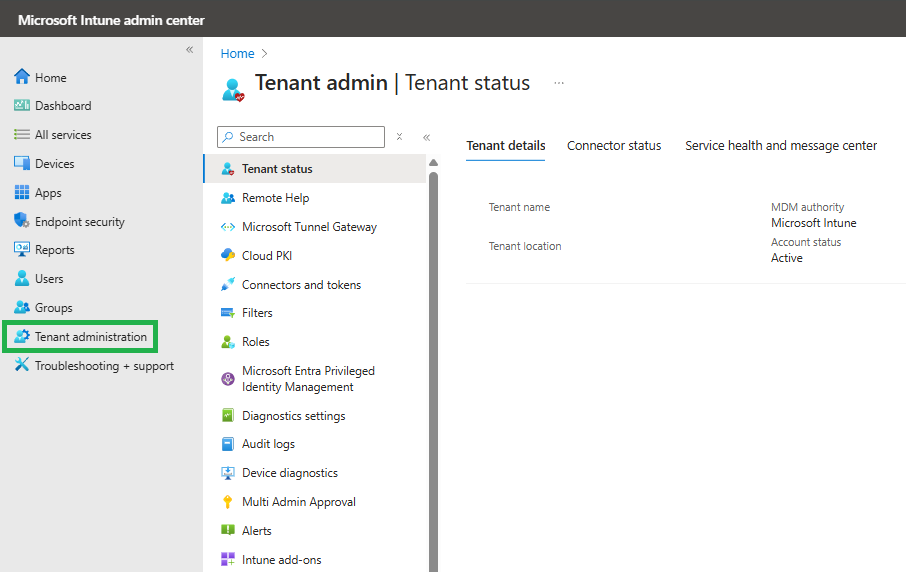 Microsoft Intune admin center
«
Home
Dashboard
All services
Devices
Apps
Endpoint security
Reports
Users
Groups
Tenant administration
Troubleshooting + support
Home >
Tenant admin | Tenant status ...
Search
«
Tenant status
Remote Help
Microsoft Tunnel Gateway
Cloud PKI
Connectors and tokens
Filters
Roles
Microsoft Entra Privileged
Identity Management
Diagnostics settings
Audit logs
Device diagnostics
Multi Admin Approval
Alerts
Intune add-ons
Tenant details Connector status Service health and message center
Tenant name
Tenant location
MDM authority
Microsoft Intune
Account status
Active